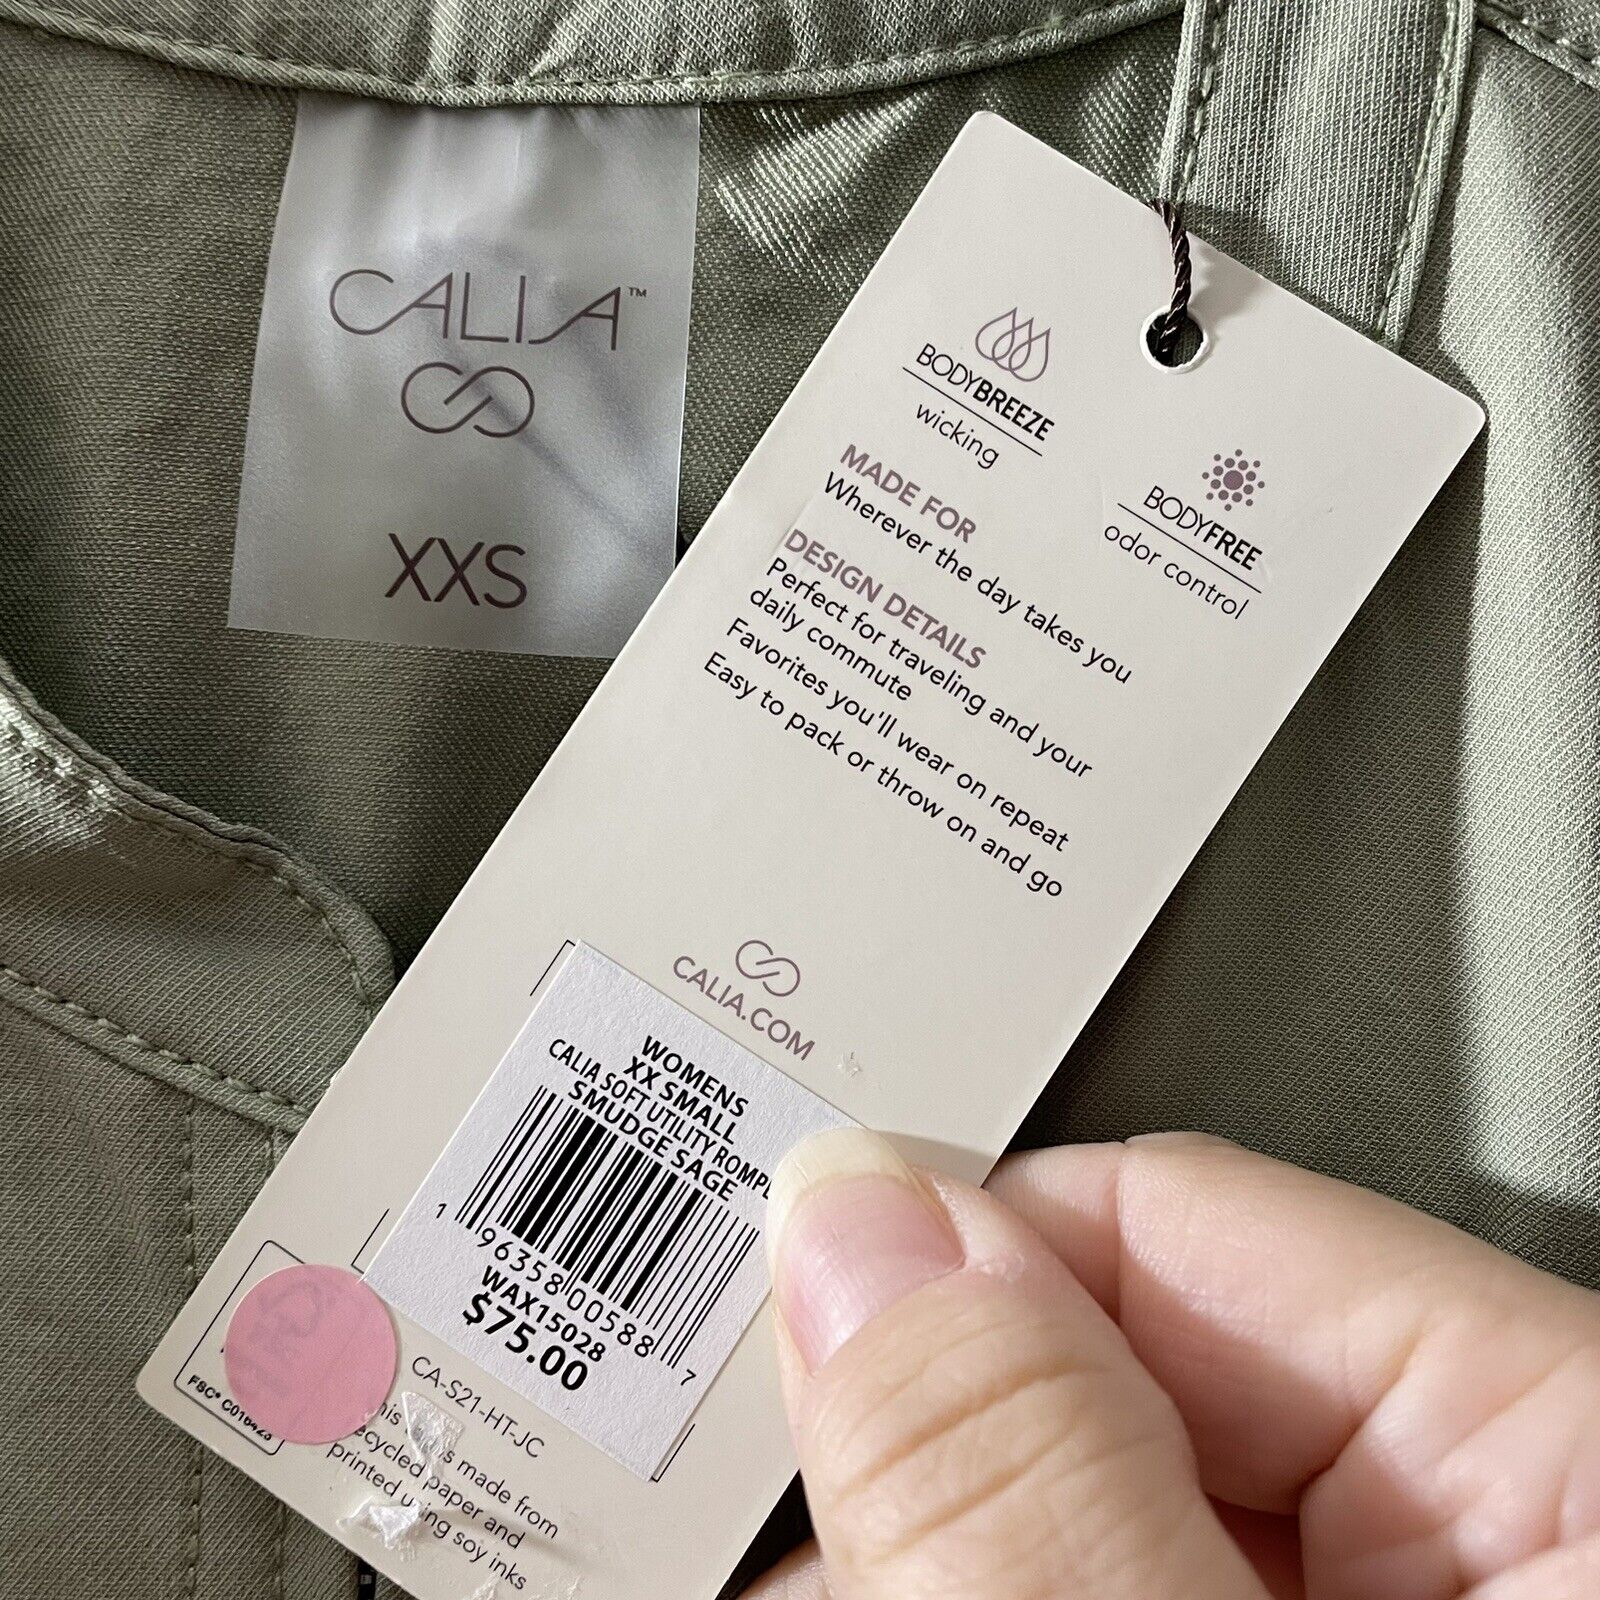 CALIA™
XXS
BODYBREEZE
wicking
BODYFREE
odor control
MADE FOR
Wherever the day takes you
DESIGN DETAILS
Perfect for traveling and your
daily commute
Favorites you'll wear on repeat
Easy to pack or throw on and go
CALIA.COM
WOMENS
XX SMALL
CALIA SOFT UTILITY
SMUDGE SAGE
1 96358 00588 7
WAX15028
$75.00
CA-S21-HT-JC
FSC®
made from
recycled paper and
printed using soy inks